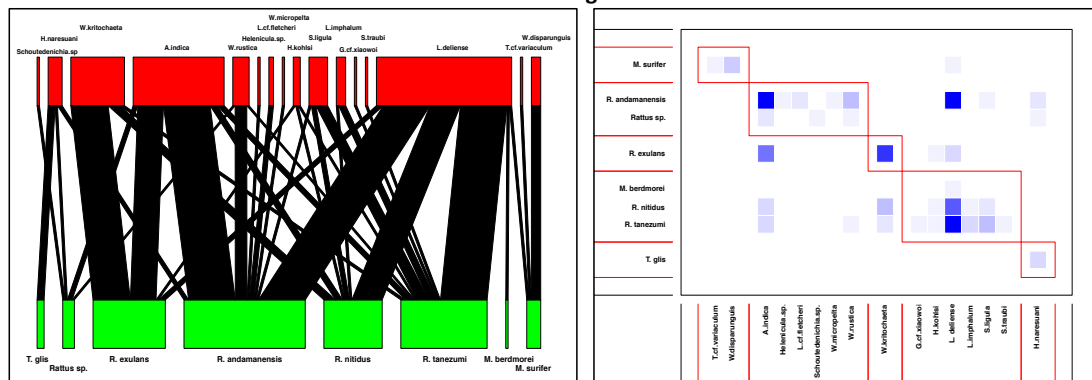 W.micropelta
W.kritochaeta L.cf.fletcheri L.imphalum W.disparunguis
H.naresuani Helenicula.sp. S.ligula S.traubi
Schoutedenichia.sp A.indica W.rustica H.kohlsi G.cf.xiaowoi L.deliense T.cf.variaculum
T. glis R. exulans R. andamanensis R. nitidus R. tanezumi M. berdmorei
Rattus sp. M. surifer
M. surifer
R. andamanensis
Rattus sp.
R. exulans
M. berdmorei
R. nitidus
R. tanezumi
T. glis
T.cf.variaculum
W.disparunguis
A.indica
Helenicula.sp
L.cf.fletcheri
Schoutedenichia.sp.
W.micropelta
W.rustica
W.kritochaeta
G.cf.xiaowoi
H.kohlsi
L. deliense
L.imphalum
S.ligula
S.traubi
H.naresuani